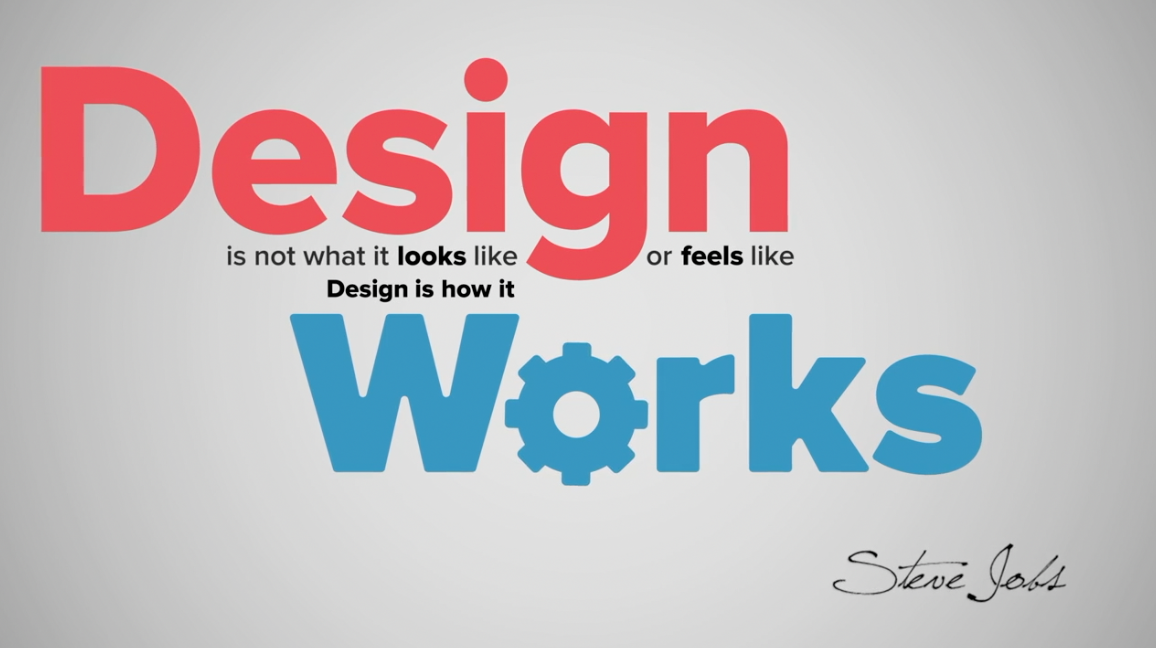 Design
is not what it looks like or feels like
Design is how it
Works
Steve Jobs